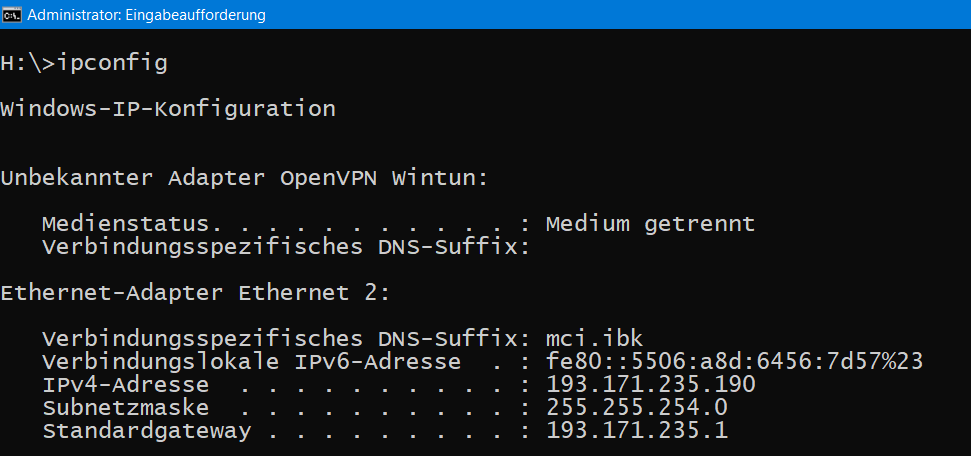 Administrator: Eingabeaufforderung
H:\>ipconfig
Windows-IP-Konfiguration
Unbekannter Adapter OpenVPN Wintun:
Medienstatus. . . . . . . . . . . : Medium getrennt
Verbindungsspezifisches DNS-Suffix:
Ethernet-Adapter Ethernet 2:
Verbindungsspezifisches DNS-Suffix: mci.ibk
Verbindungslokale IPv6-Adresse  . : fe80::5506:a8d:6456:7d57%23
IPv4-Adresse  . . . . . . . . . . : 193.171.235.190
Subnetzmaske  . . . . . . . . . . : 255.255.254.0
Standardgateway . . . . . . . . . : 193.171.235.1